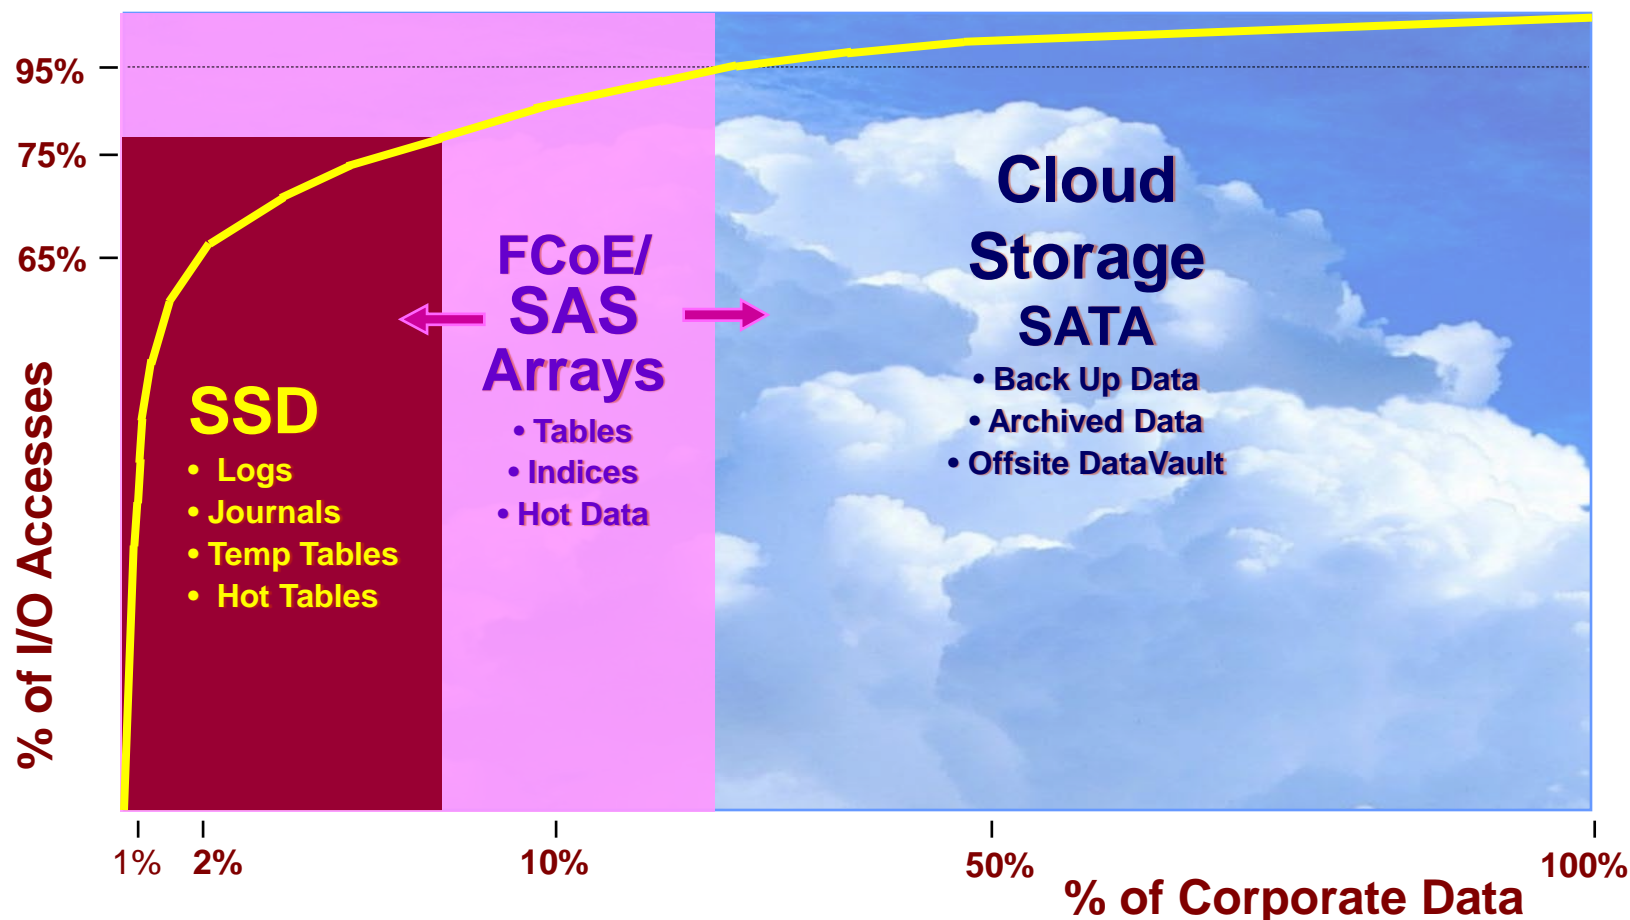 95%
75%
65%
% of I/O Accesses
SSD
• Logs
• Journals
• Temp Tables
• Hot Tables
FCoE/
SAS
Arrays
• Tables
• Indices
• Hot Data
Cloud
Storage
SATA
• Back Up Data
• Archived Data
• Offsite DataVault
1% 2% 10% 50% 100%
% of Corporate Data